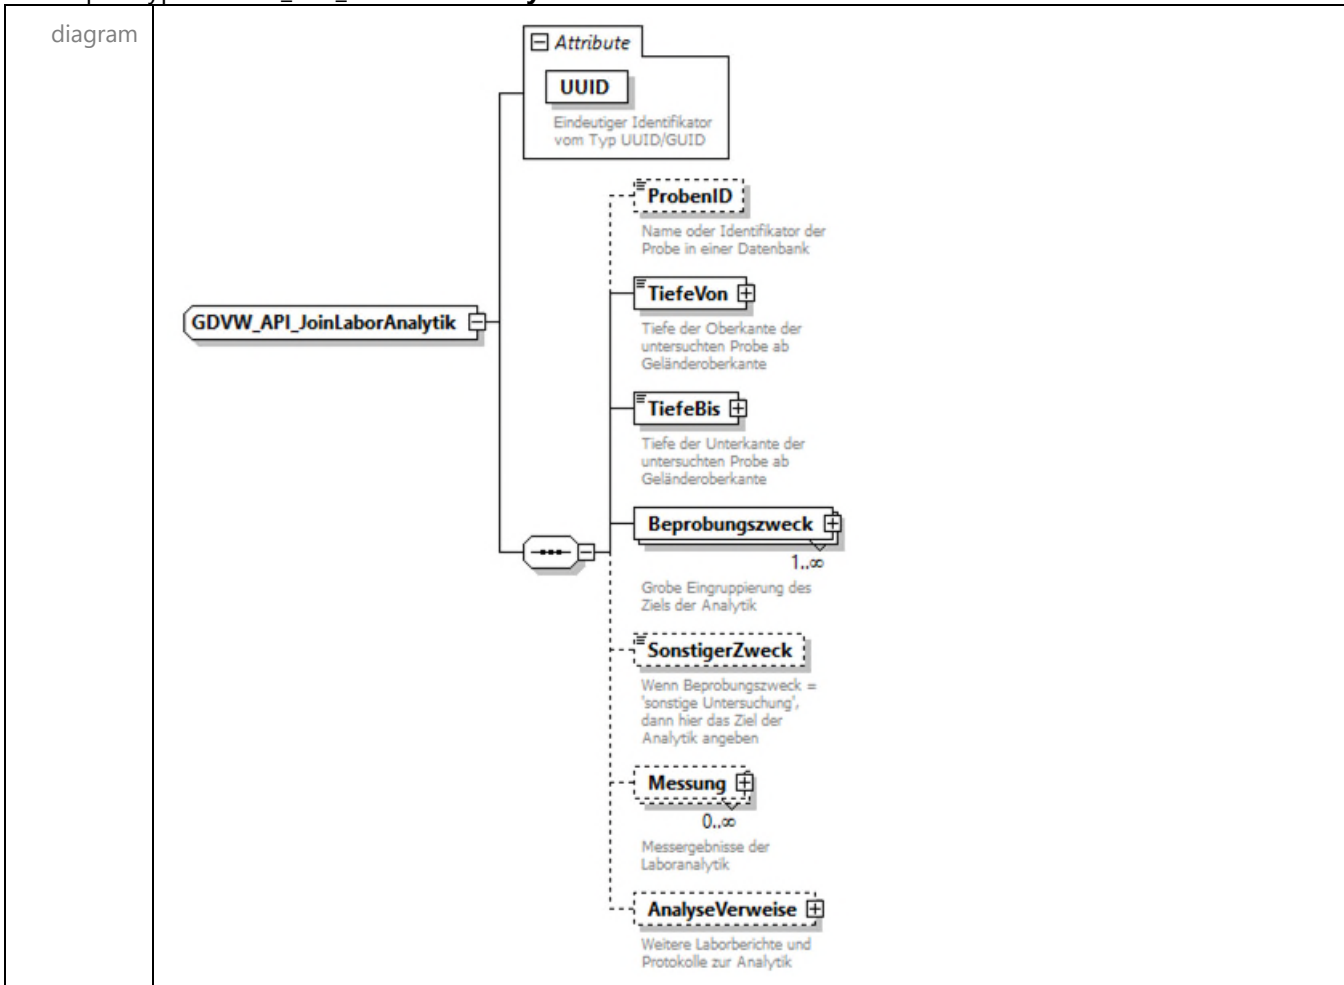 diagram
Attribute
UUID
Eindeutiger Identifikator
vom Typ UUID/GUID
ProbenID
Name oder Identifikator der
Probe in einer Datenbank
TiefeVon
Tiefe der Oberkante der
untersuchten Probe ab
Geländeroberkante
GDVW_API_JoinLaborAnalytik
TiefeBis
Tiefe der Unterkante der
untersuchten Probe ab
Geländeroberkante
Beprobungszweck
1..∞
Grobe Eingruppierung des
Ziels der Analytik
SonstigerZweck
Wenn Beprobungszweck =
'sonstige Untersuchung',
dann hier das Ziel der
Analytik angeben
Messung
0..∞
Messergebnisse der
Laboranalytik
AnalyseVerweise
Weitere Laborberichte und
Protokolle zur Analytik